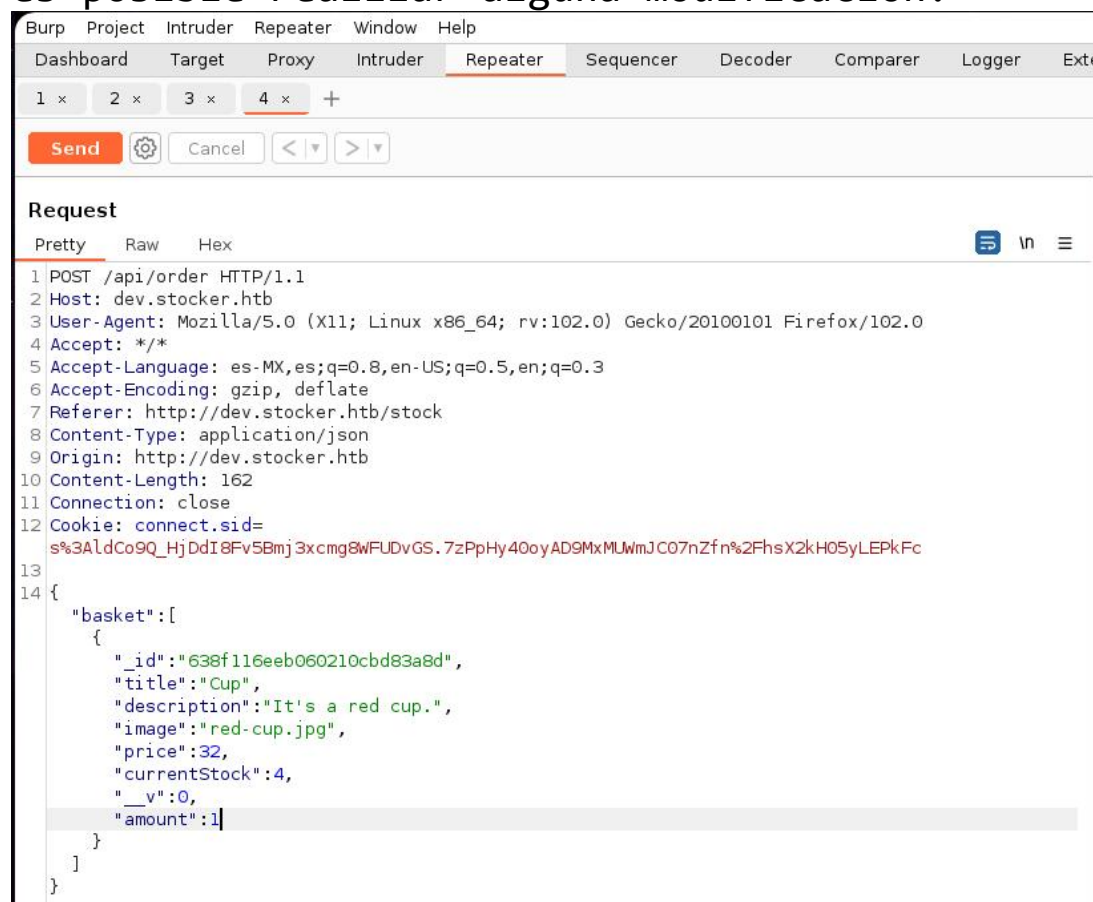 es posible realizar alguna modificación.
Burp Project Intruder Repeater Window Help
Dashboard Target Proxy Intruder Repeater Sequencer Decoder Comparer Logger Exte
1 × 2 × 3 × 4 × +
Send Cancel < ▼ > ▼
Request
Pretty Raw Hex \n ≡
1 POST /api/order HTTP/1.1
2 Host: dev.stocker.htb
3 User-Agent: Mozilla/5.0 (X11; Linux x86_64; rv:102.0) Gecko/20100101 Firefox/102.0
4 Accept: */*
5 Accept-Language: es-MX,es;q=0.8,en-US;q=0.5,en;q=0.3
6 Accept-Encoding: gzip, deflate
7 Referer: http://dev.stocker.htb/stock
8 Content-Type: application/json
9 Origin: http://dev.stocker.htb
10 Content-Length: 162
11 Connection: close
12 Cookie: connect.sid=
s%3AldCo9Q_HjDdI8Fv5Bmj3xcmg8WFUDvGS.7zPpHy40oyAD9MxMUWmJC07nZfn%2FhsX2kH05yLEPkFc
13
14 {
"basket":[
{
"_id":"638f116eeb060210cbd83a8d",
"title":"Cup",
"description":"It's a red cup.",
"image":"red-cup.jpg",
"price":32,
"currentStock":4,
"__v":0,
"amount":1
}
]
}